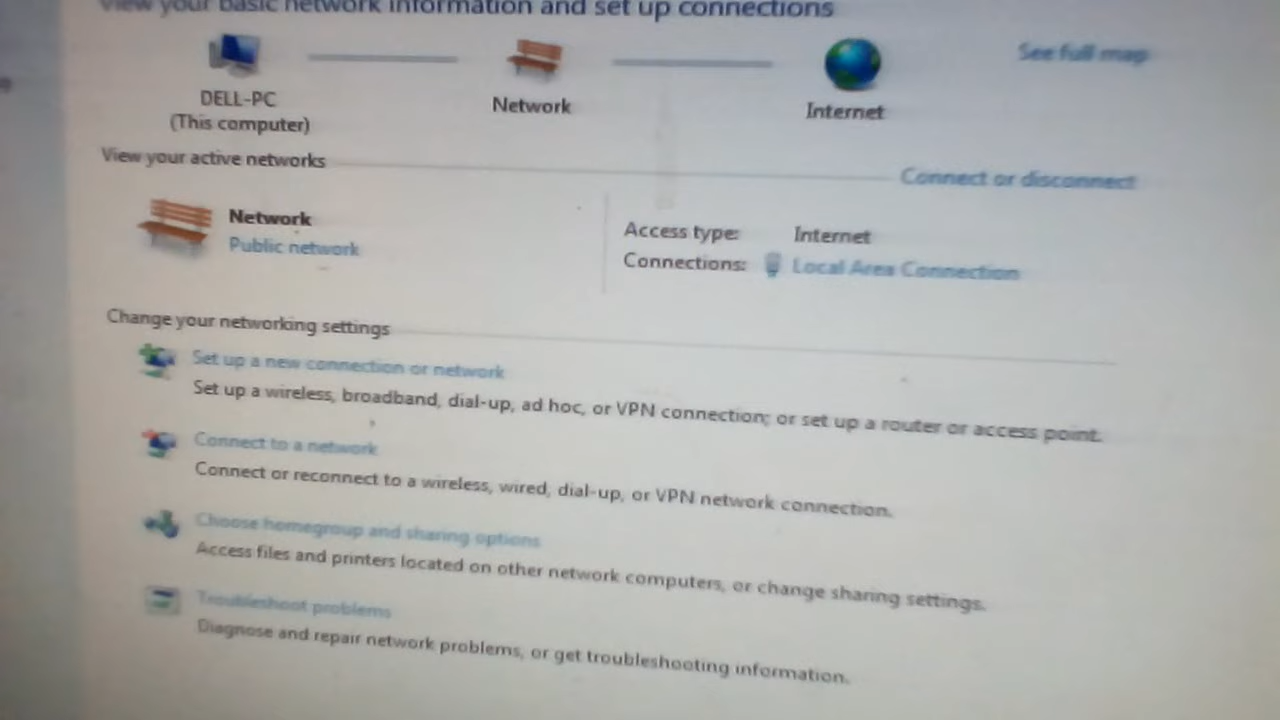 View your basic network information and set up connections
See full map
DELL-PC
(This computer)
Network
Internet
View your active networks
Connect or disconnect
Network
Public network
Access type: Internet
Connections: Local Area Connection
Change your networking settings
Set up a new connection or network
Set up a wireless, broadband, dial-up, ad hoc, or VPN connection; or set up a router or access point.
Connect to a network
Connect or reconnect to a wireless, wired, dial-up, or VPN network connection.
Choose homegroup and sharing options
Access files and printers located on other network computers, or change sharing settings.
Troubleshoot problems
Diagnose and repair network problems, or get troubleshooting information.